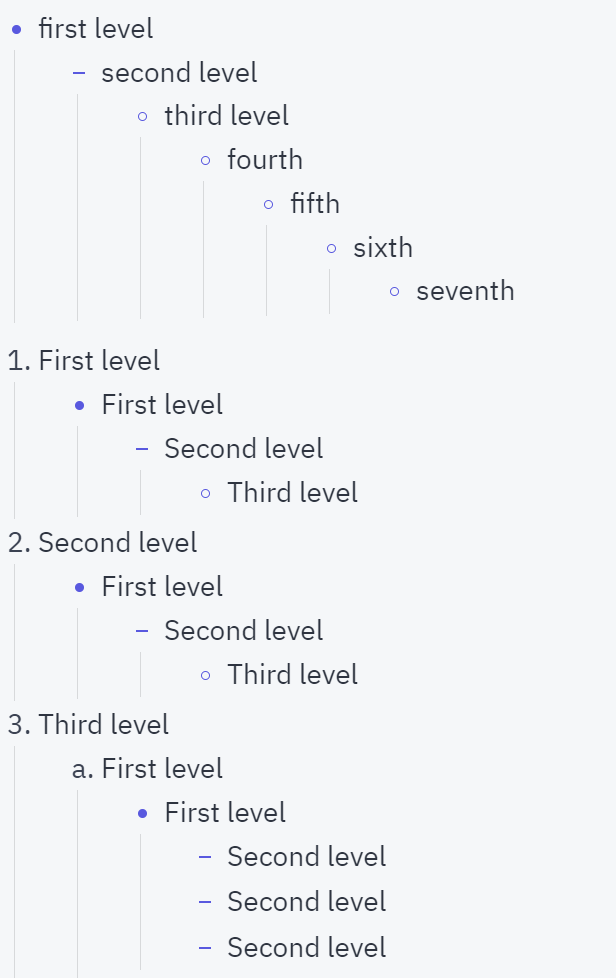 • first level
– second level
○ third level
○ fourth
○ fifth
○ sixth
○ seventh
1. First level
• First level
– Second level
○ Third level
2. Second level
• First level
– Second level
○ Third level
3. Third level
a. First level
• First level
– Second level
– Second level
– Second level